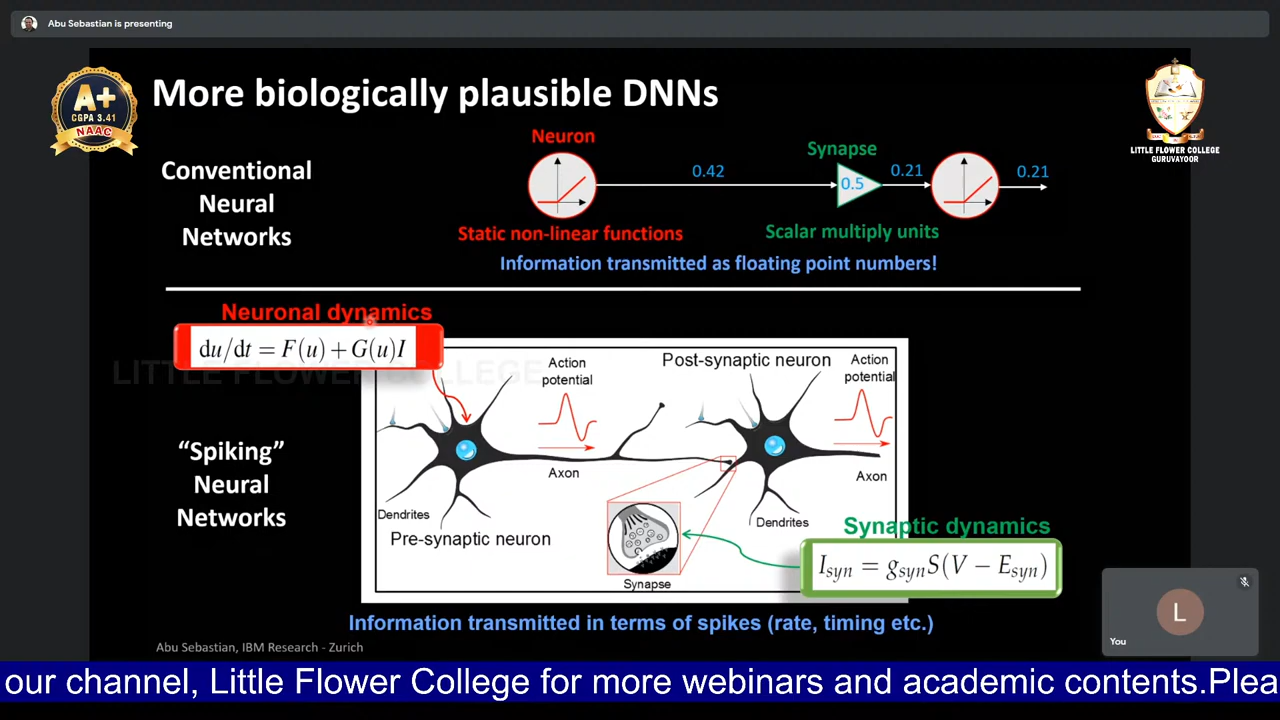 Abu Sebastian is presenting
A+
CGPA 3.41
NAAC
More biologically plausible DNNs
LITTLE FLOWER COLLEGE
GURUVAYOOR
Conventional
Neural
Networks
Neuron
0.42
Synapse
0.5
0.21
0.21
Static non-linear functions
Scalar multiply units
Information transmitted as floating point numbers!
Neuronal dynamics
du/dt = F(u) + G(u)I
LITTLE FLOWER COLLEGE
"Spiking"
Neural
Networks
Action
potential
Post-synaptic neuron
Action
potential
Axon
Axon
Dendrites
Dendrites
Pre-synaptic neuron
Synapse
Synaptic dynamics
I_syn = g_syn S(V − E_syn)
Information transmitted in terms of spikes (rate, timing etc.)
Abu Sebastian, IBM Research - Zurich
L
You
our channel, Little Flower College for more webinars and academic contents.Plea